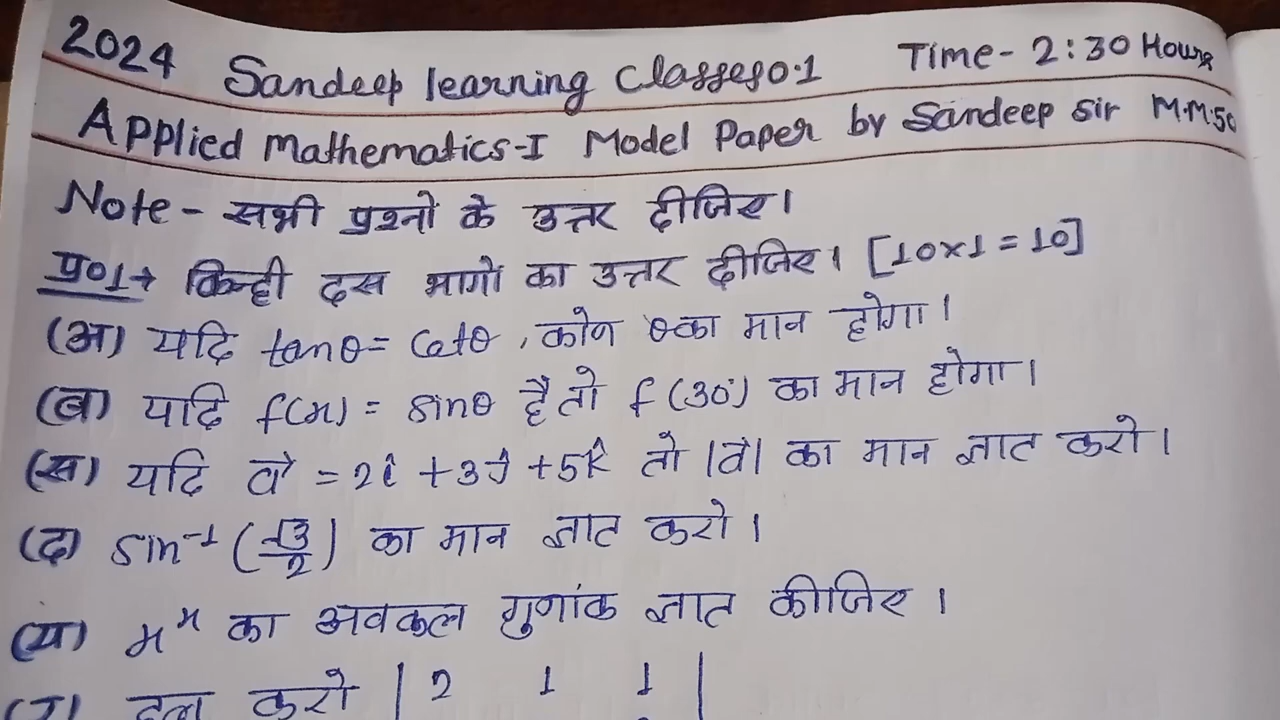 2024 Sandeep learning Classes0.1 Time- 2:30 Hours
Applied Mathematics-I Model Paper by Sandeep Sir M.M:50
Note- सभी प्रश्नो के उत्तर दीजिए।
प्र०1→ किन्ही दस भागो का उत्तर दीजिए। [10×1=10]
(अ) यदि tanθ= Cotθ, कोण θका मान होगा।
(ब) यादि f(x) = sinθ है तो f(30°) का मान होगा।
(स) यदि a⃗ = 2î + 3ĵ + 5k̂ तो |a⃗| का मान ज्ञात करो।
(द) sin⁻¹ (√3/2) का मान ज्ञात करो।
(य) xˣ का अवकल गुणांक ज्ञात कीजिए।
हल करो | 2 1 1 |